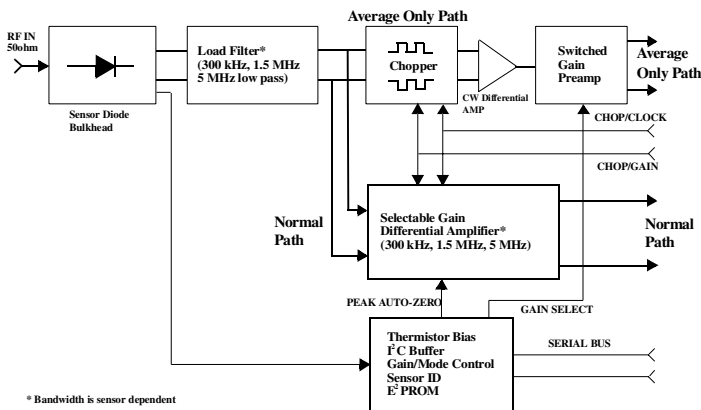 Average Only Path
RF IN
50ohm
Load Filter*
(300 kHz, 1.5 MHz
5 MHz low pass)
Chopper
Switched
Gain
Preamp
Average
Only Path
CW Differential
AMP
Sensor Diode
Bulkhead
CHOP/CLOCK
CHOP/GAIN
Normal
Path
Selectable Gain
Differential Amplifier*
(300 kHz, 1.5 MHz, 5 MHz)
Normal
Path
PEAK AUTO-ZERO
GAIN SELECT
Thermistor Bias
I²C Buffer
Gain/Mode Control
Sensor ID
E²PROM
SERIAL BUS
* Bandwidth is sensor dependent